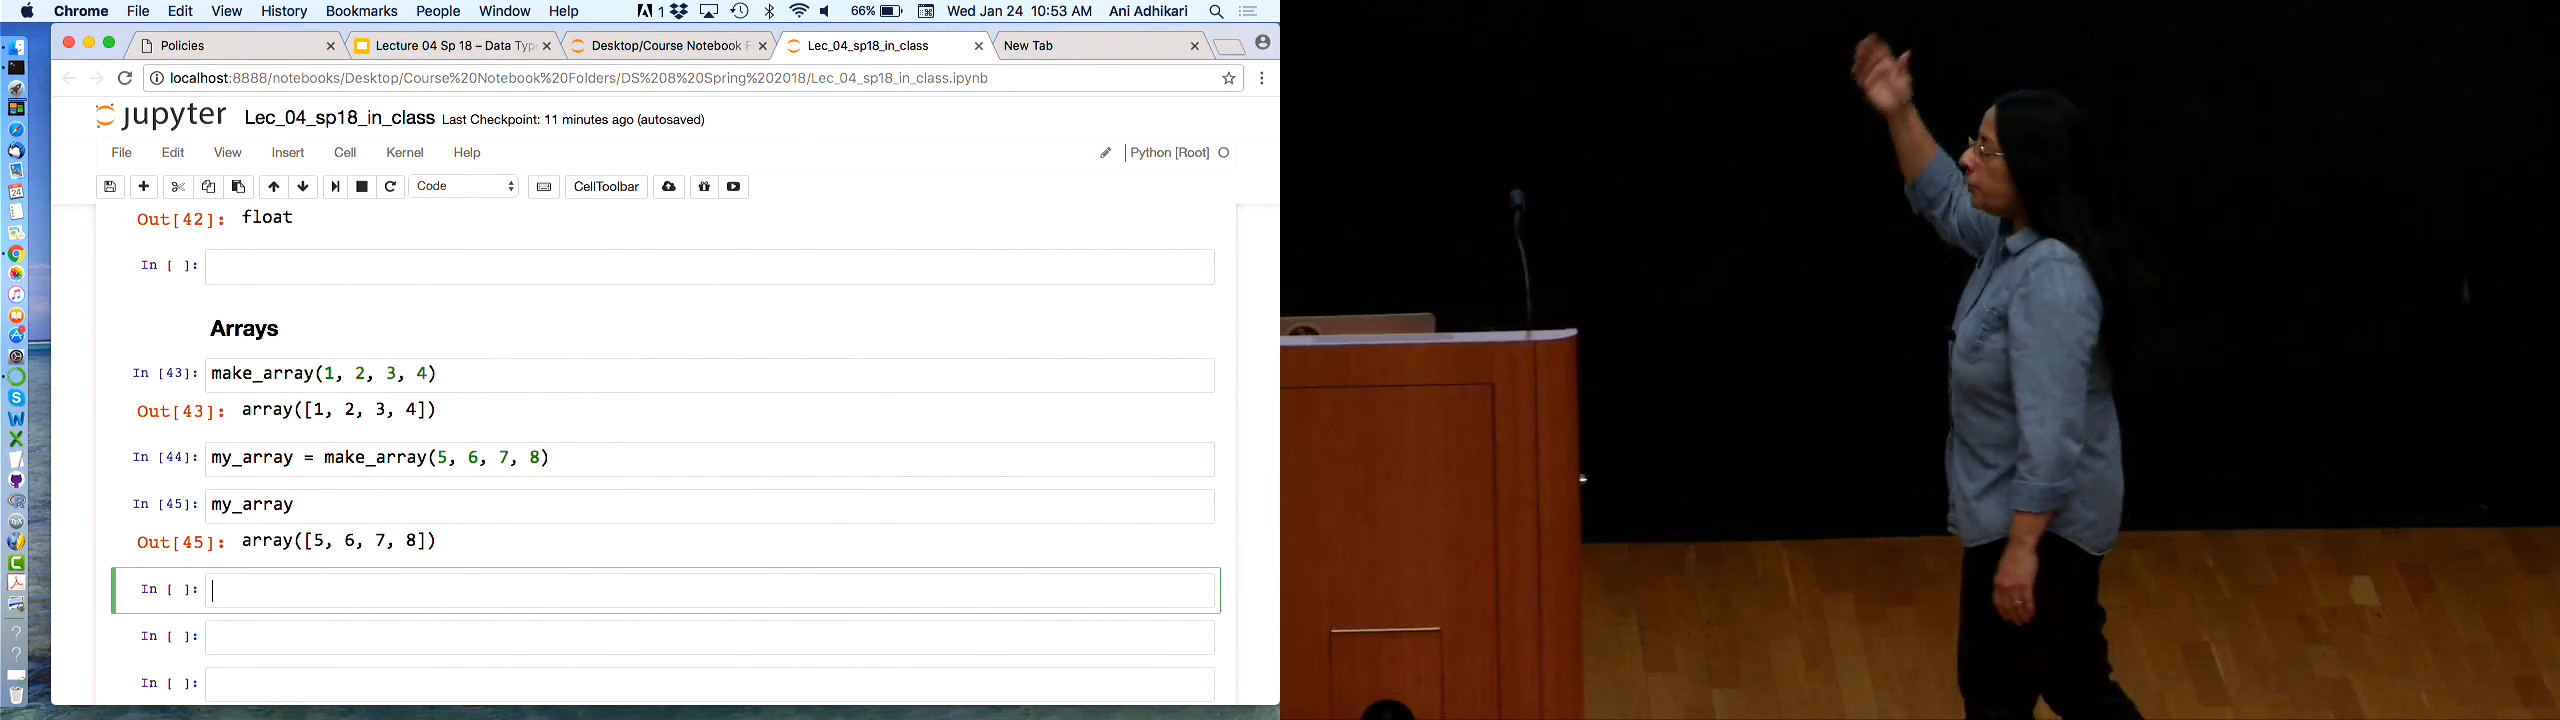 Chrome File Edit View History Bookmarks People Window Help 1 66% Wed Jan 24 10:53 AM Ani Adhikari
Policies Lecture 04 Sp 18 – Data Typ Desktop/Course Notebook F Lec_04_sp18_in_class New Tab
localhost:8888/notebooks/Desktop/Course%20Notebook%20Folders/DS%208%20Spring%202018/Lec_04_sp18_in_class.ipynb
jupyter Lec_04_sp18_in_class Last Checkpoint: 11 minutes ago (autosaved)
File Edit View Insert Cell Kernel Help Python [Root]
Code CellToolbar
Out[42]: float
In [ ]:
Arrays
In [43]: make_array(1, 2, 3, 4)
Out[43]: array([1, 2, 3, 4])
In [44]: my_array = make_array(5, 6, 7, 8)
In [45]: my_array
Out[45]: array([5, 6, 7, 8])
In [ ]:
In [ ]:
In [ ]: